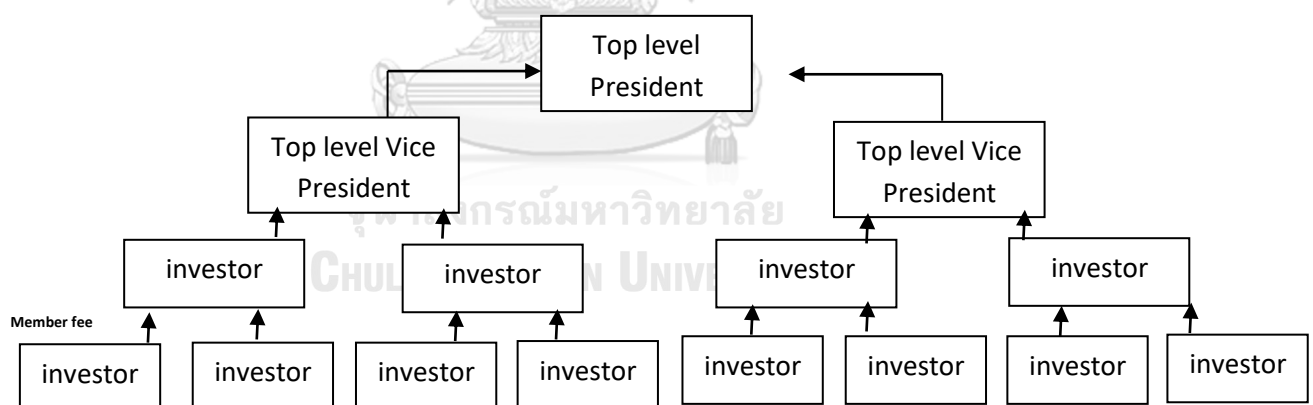 Top level
President
Top level Vice
President
Top level Vice
President
จุฬาลงกรณ์มหาวิทยาลัย
investor
investor
investor
investor
Member fee
investor
investor
investor
investor
investor
investor
investor
investor